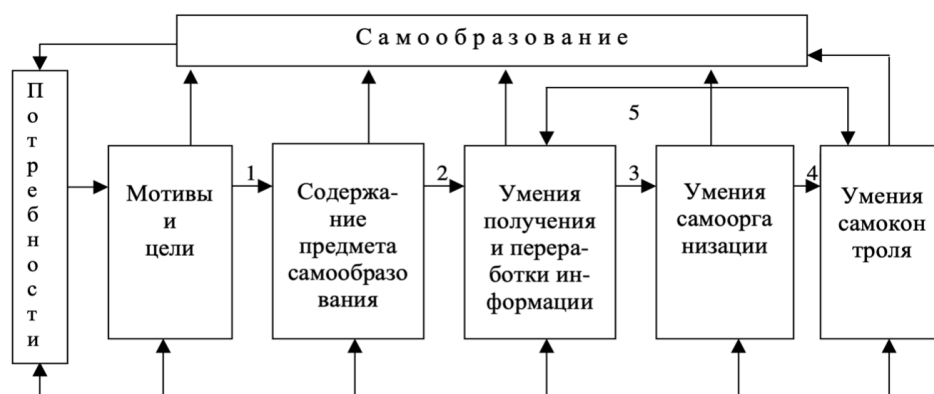 С а м о о б р а з о в а н и е
П
о
т
р
е
б
н
о
с
т
и
Мотивы
и
цели
1
Содержа-
ние
предмета
самообразо
вания
2
Умения
получения
и перера-
ботки ин-
формации
3
Умения
самоорга
низации
4
Умения
самокон
троля
5